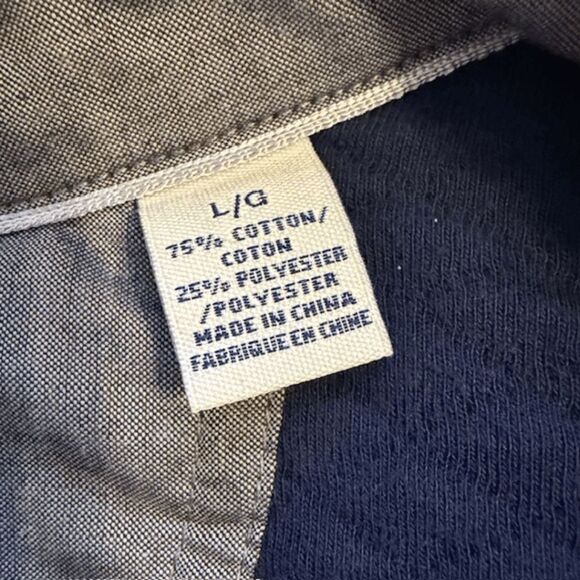 L/G
75% COTTON/
COTON
25% POLYESTER
/POLYESTER
MADE IN CHINA
FABRIQUE EN CHINE